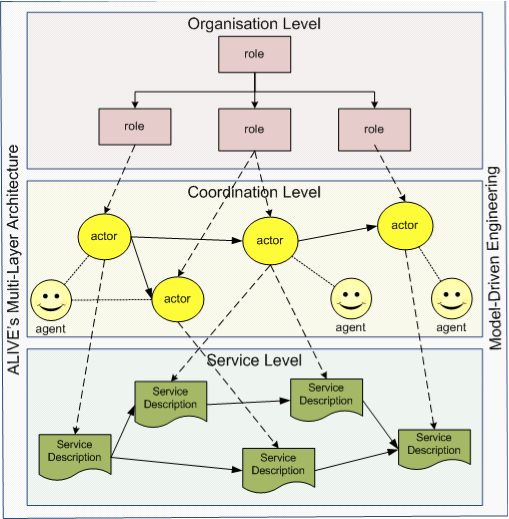 Organisation Level
role
role
role
role
ALIVE's Multi-Layer Architecture
Model-Driven Engineering
Coordination Level
actor
actor
actor
actor
agent
agent
agent
Service Level
Service
Description
Service
Description
Service
Description
Service
Description
Service
Description